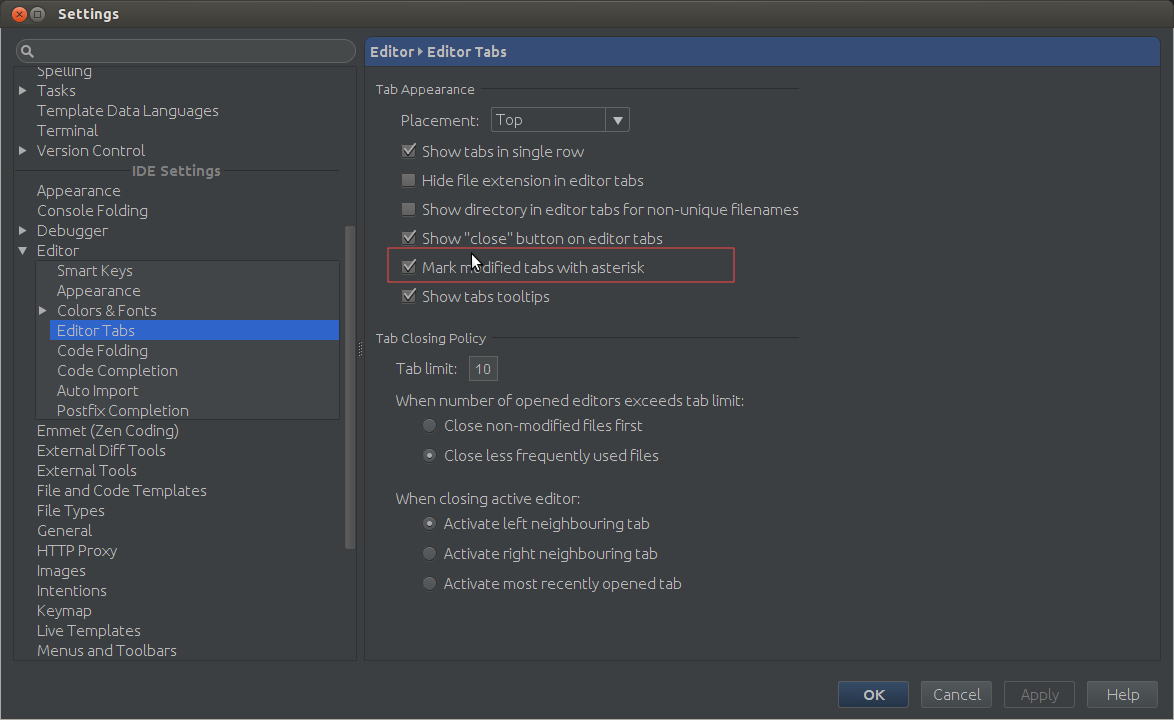 Settings
Spelling
Tasks
Template Data Languages
Terminal
Version Control
IDE Settings
Appearance
Console Folding
Debugger
Editor
Smart Keys
Appearance
Colors & Fonts
Editor Tabs
Code Folding
Code Completion
Auto Import
Postfix Completion
Emmet (Zen Coding)
External Diff Tools
External Tools
File and Code Templates
File Types
General
HTTP Proxy
Images
Intentions
Keymap
Live Templates
Menus and Toolbars
Editor Editor Tabs
Tab Appearance
Placement: Top
Show tabs in single row
Hide file extension in editor tabs
Show directory in editor tabs for non-unique filenames
Show "close" button on editor tabs
Mark modified tabs with asterisk
Show tabs tooltips
Tab Closing Policy
Tab limit: 10
When number of opened editors exceeds tab limit:
Close non-modified files first
Close less frequently used files
When closing active editor:
Activate left neighbouring tab
Activate right neighbouring tab
Activate most recently opened tab
OK Cancel Apply Help